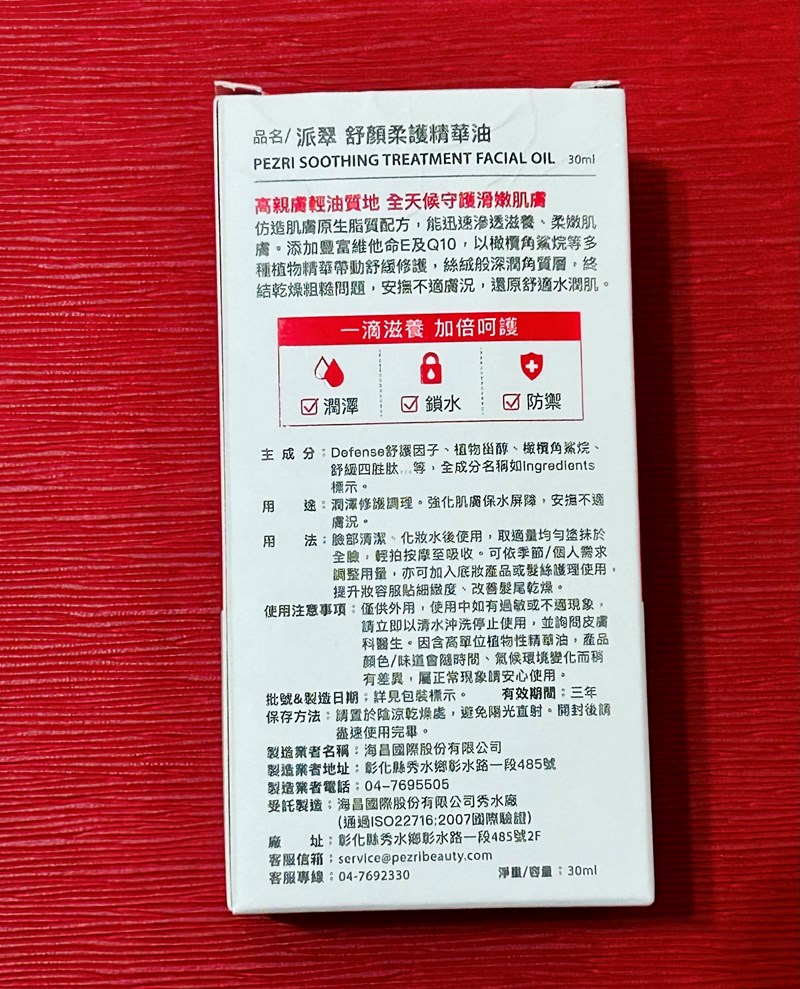 品名/ 派翠 舒顏柔護精華油
PEZRI SOOTHING TREATMENT FACIAL OIL 30ml
高親膚輕油質地 全天候守護滑嫩肌膚
仿造肌膚原生脂質配方，能迅速滲透滋養、柔嫩肌
膚。添加豐富維他命E及Q10，以橄欖角鯊烷等多
種植物精華帶動舒緩修護，絲絨般深潤角質層，終
結乾燥粗糙問題，安撫不適膚況，還原舒適水潤肌。
一滴滋養 加倍呵護
潤澤 鎖水 防禦
主成分：Defense舒緩因子、植物甾醇、橄欖角鯊烷、
舒緩四胜肽...等，全成分名稱如Ingredients
標示。
用途：潤澤修護調理。強化肌膚保水屏障，安撫不適
膚況。
用法：臉部清潔、化妝水後使用，取適量均勻塗抹於
全臉，輕拍按摩至吸收。可依季節/個人需求
調整用量，亦可加入底妝產品或髮絲護理使用，
提升妝容服貼細緻度、改善髮尾乾燥。
使用注意事項：僅供外用，使用中如有過敏或不適現象，
請立即以清水沖洗停止使用，並詢問皮膚
科醫生。因含高單位植物性精華油，產品
顏色/味道會隨時間、氣候環境變化而稍
有差異，屬正常現象請安心使用。
批號&製造日期：詳見包裝標示。 有效期間：三年
保存方法：請置於陰涼乾燥處，避免陽光直射。開封後請
盡速使用完畢。
製造業者名稱：海昌國際股份有限公司
製造業者地址：彰化縣秀水鄉彰水路一段485號
製造業者電話：04-7695505
受託製造：海昌國際股份有限公司秀水廠
(通過ISO22716:2007國際驗證)
廠址：彰化縣秀水鄉彰水路一段485號2F
客服信箱：service@pezribeauty.com
客服專線：04-7692330 淨重/容量：30ml